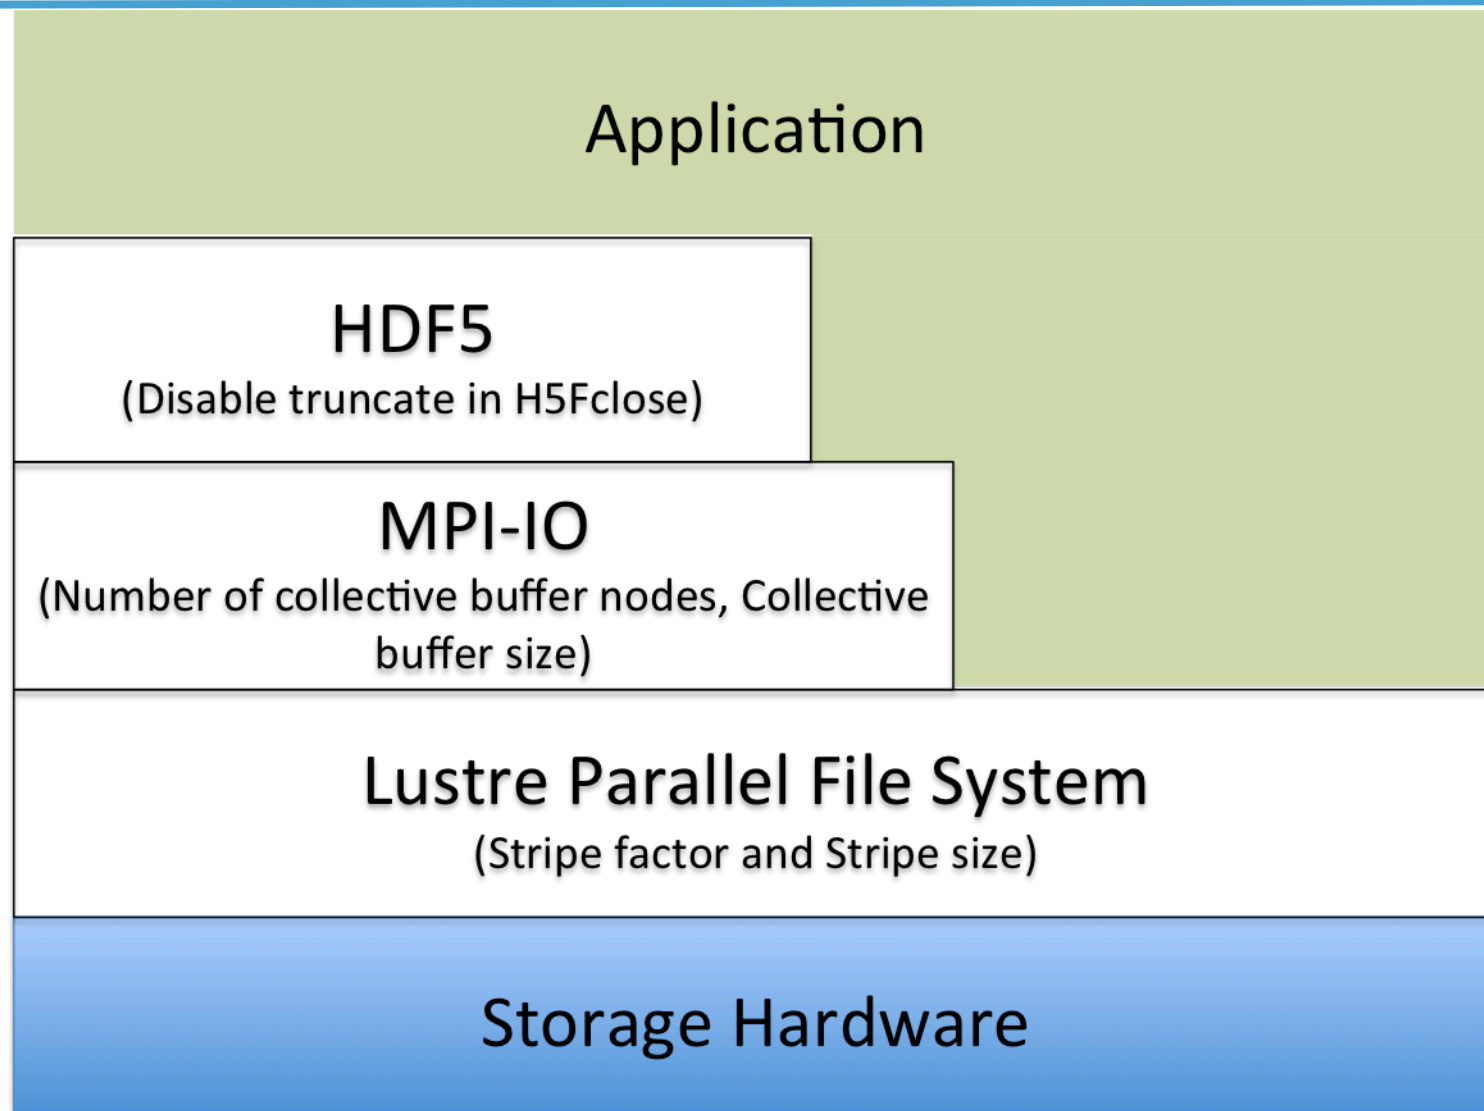 Application
HDF5
(Disable truncate in H5Fclose)
MPI-IO
(Number of collective buffer nodes, Collective
buffer size)
Lustre Parallel File System
(Stripe factor and Stripe size)
Storage Hardware